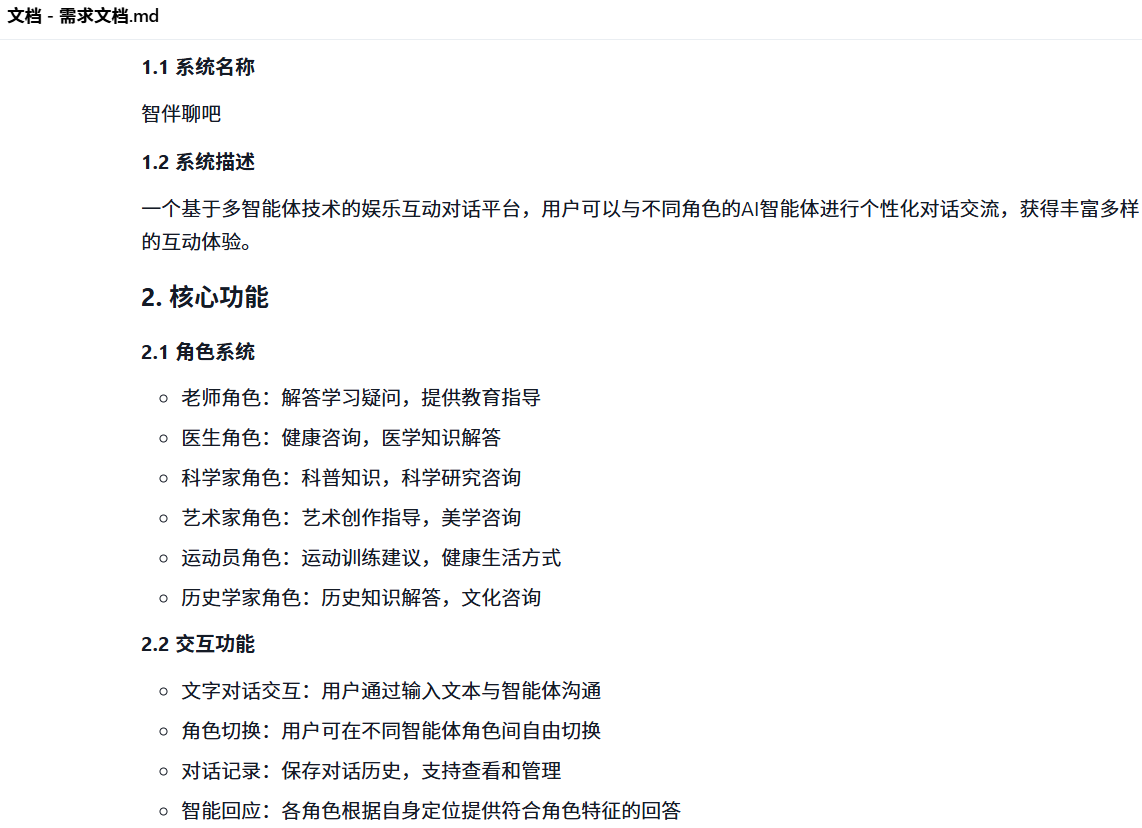 文档 - 需求文档.md
1.1 系统名称
智伴聊吧
1.2 系统描述
一个基于多智能体技术的娱乐互动对话平台，用户可以与不同角色的AI智能体进行个性化对话交流，获得丰富多样
的互动体验。
2. 核心功能
2.1 角色系统
老师角色：解答学习疑问，提供教育指导
医生角色：健康咨询，医学知识解答
科学家角色：科普知识，科学研究咨询
艺术家角色：艺术创作指导，美学咨询
运动员角色：运动训练建议，健康生活方式
历史学家角色：历史知识解答，文化咨询
2.2 交互功能
文字对话交互：用户通过输入文本与智能体沟通
角色切换：用户可在不同智能体角色间自由切换
对话记录：保存对话历史，支持查看和管理
智能回应：各角色根据自身定位提供符合角色特征的回答